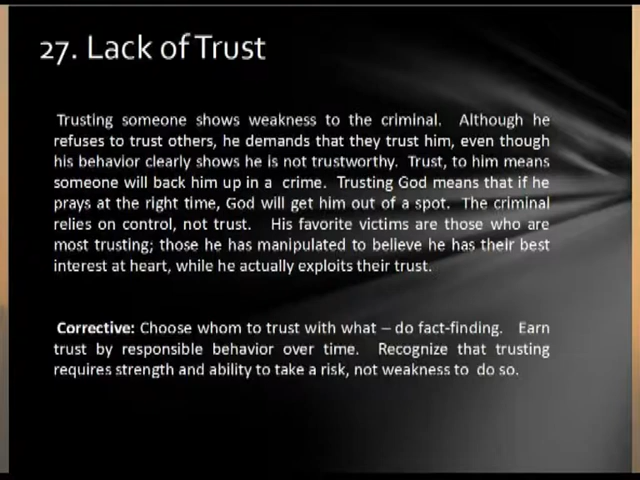 27. Lack of Trust
Trusting someone shows weakness to the criminal. Although he
refuses to trust others, he demands that they trust him, even though
his behavior clearly shows he is not trustworthy. Trust, to him means
someone will back him up in a crime. Trusting God means that if he
prays at the right time, God will get him out of a spot. The criminal
relies on control, not trust. His favorite victims are those who are
most trusting; those he has manipulated to believe he has their best
interest at heart, while he actually exploits their trust.
Corrective: Choose whom to trust with what – do fact-finding. Earn
trust by responsible behavior over time. Recognize that trusting
requires strength and ability to take a risk, not weakness to do so.